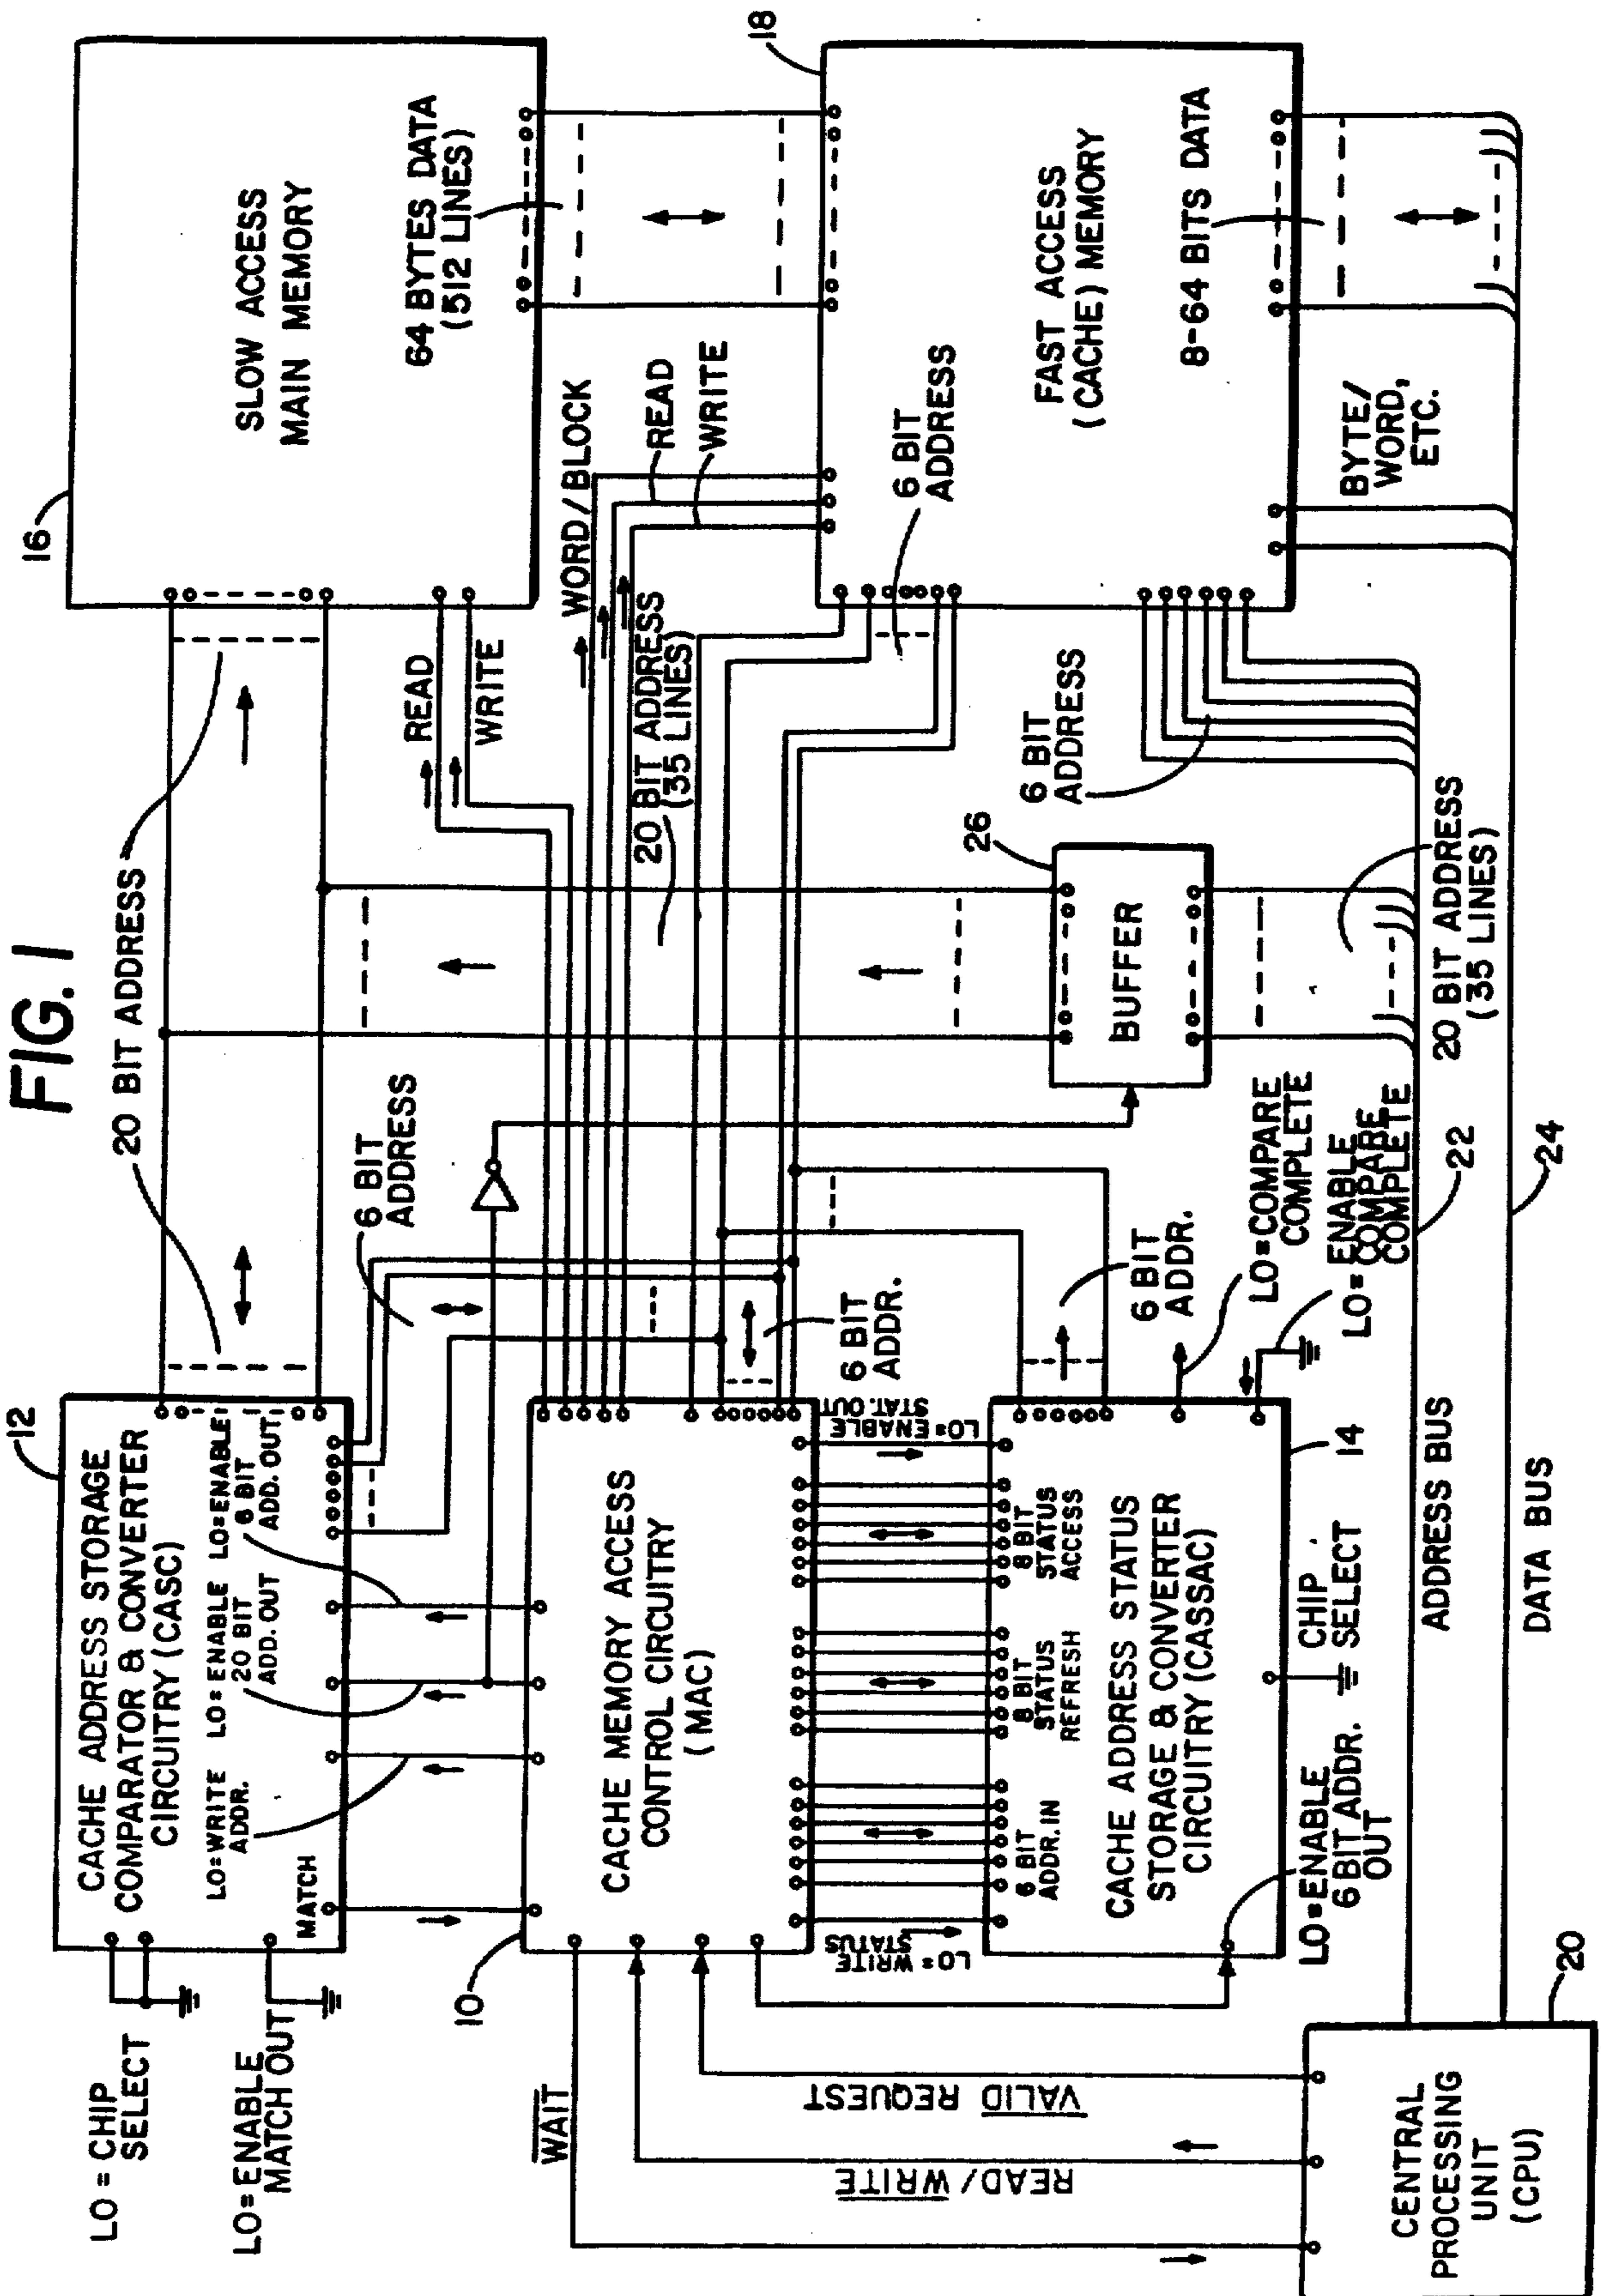 FIG. 1
LO = CHIP
SELECT
LO = ENABLE
MATCH OUT
12
CACHE ADDRESS STORAGE
COMPARATOR & CONVERTER
CIRCUITRY (CASC)
LO = WRITE
ADDR.
LO = ENABLE
20 BIT
ADD. OUT
LO = ENABLE
6 BIT
ADD. OUT
MATCH
20 BIT ADDRESS
20 BIT ADDRESS
6 BIT
ADDRESS
16
SLOW ACCESS
MAIN MEMORY
64 BYTES DATA
(512 LINES)
READ
WRITE
10
CACHE MEMORY ACCESS
CONTROL CIRCUITRY
(MAC)
WORD/BLOCK
READ
WRITE
20 BIT ADDRESS
(35 LINES)
6 BIT
ADDR.
6 BIT
ADDRESS
18
FAST ACCESS
(CACHE) MEMORY
8-64 BITS DATA
BYTE/
WORD,
ETC.
6 BIT
ADDRESS
26
BUFFER
20 BIT ADDRESS
(35 LINES)
LO = WRITE
STATUS
LO = ENABLE
STAT. OUT
6 BIT
ADDR. IN
8 BIT
STATUS
REFRESH
8 BIT
STATUS
ACCESS
CACHE ADDRESS STATUS
STORAGE & CONVERTER
CIRCUITRY (CASSAC)
14
6 BIT
ADDR.
LO = COMPARE
COMPLETE
LO = ENABLE
COMPARE
COMPLETE
LO = ENABLE
6 BIT ADDR.
OUT
CHIP
SELECT
WAIT
READ/WRITE
VALID REQUEST
20
CENTRAL
PROCESSING
UNIT
(CPU)
ADDRESS BUS
22
DATA BUS
24